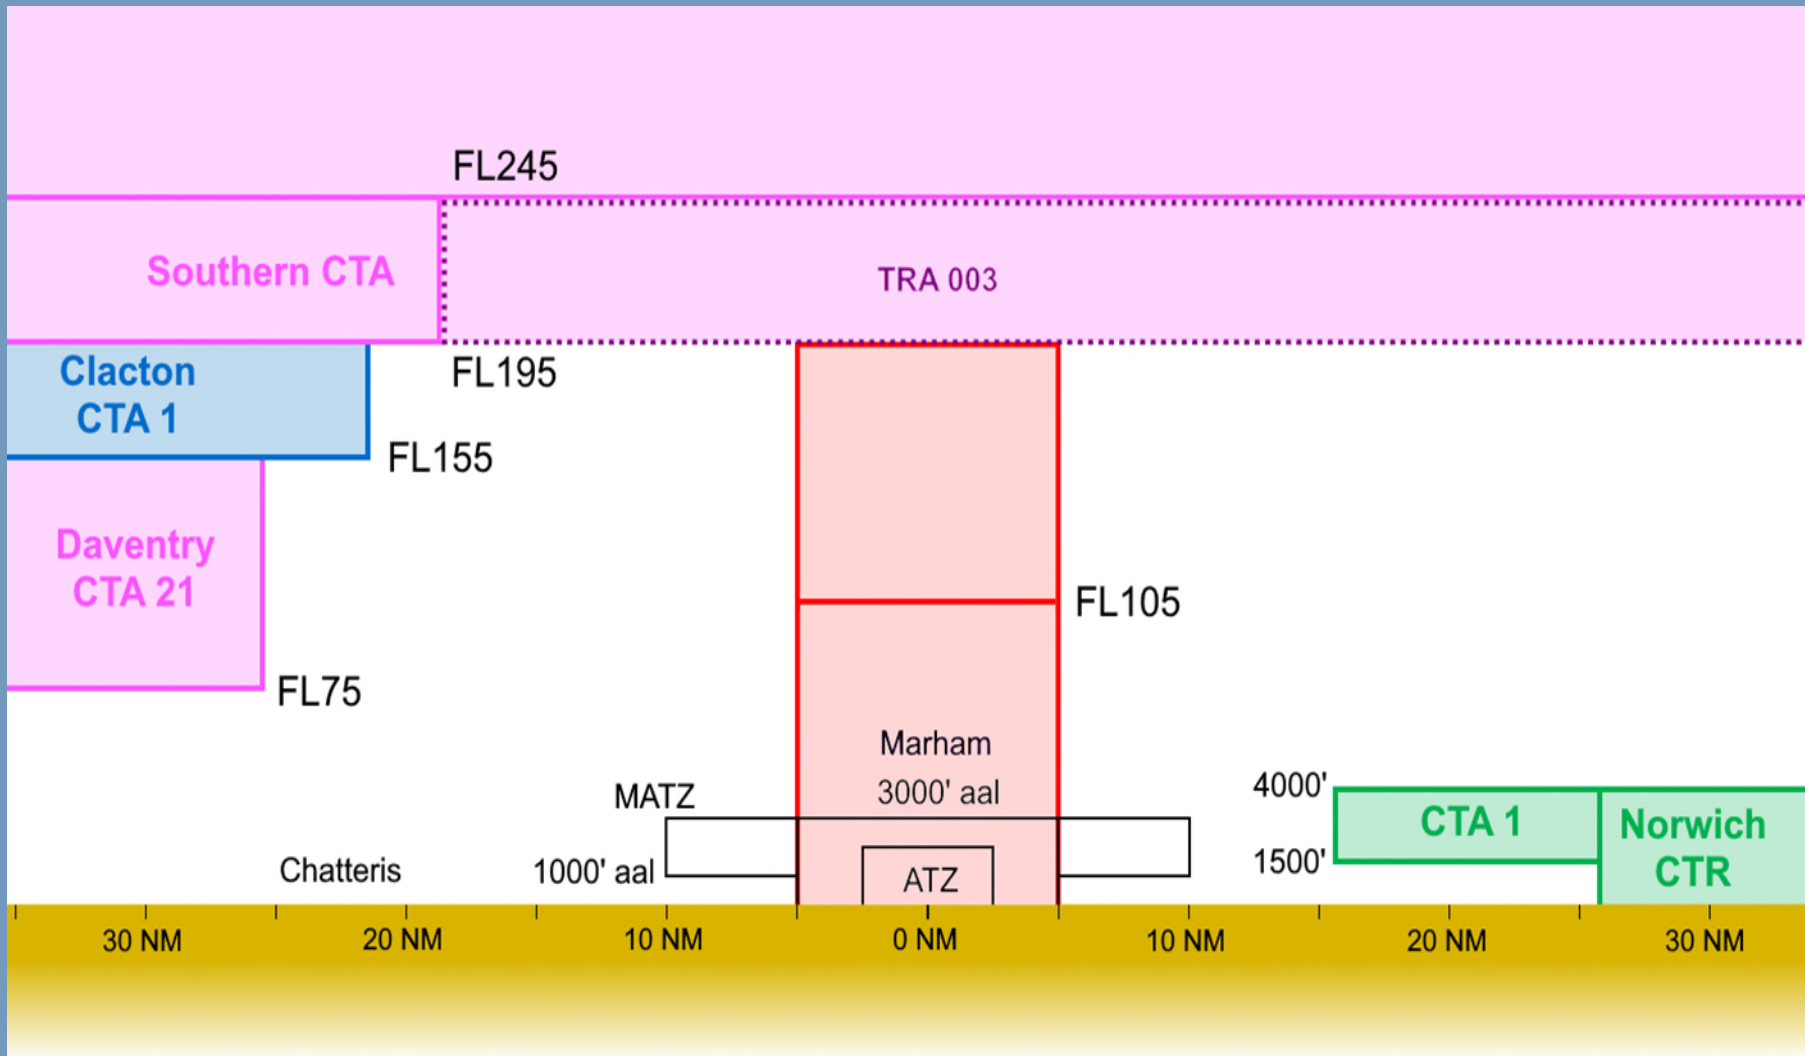 FL245
Southern CTA
TRA 003
Clacton
CTA 1
FL195
FL155
Daventry
CTA 21
FL105
FL75
Marham
3000' aal
MATZ
4000'
CTA 1
Norwich
CTR
Chatteris
1000' aal
ATZ
1500'
30 NM
20 NM
10 NM
0 NM
10 NM
20 NM
30 NM